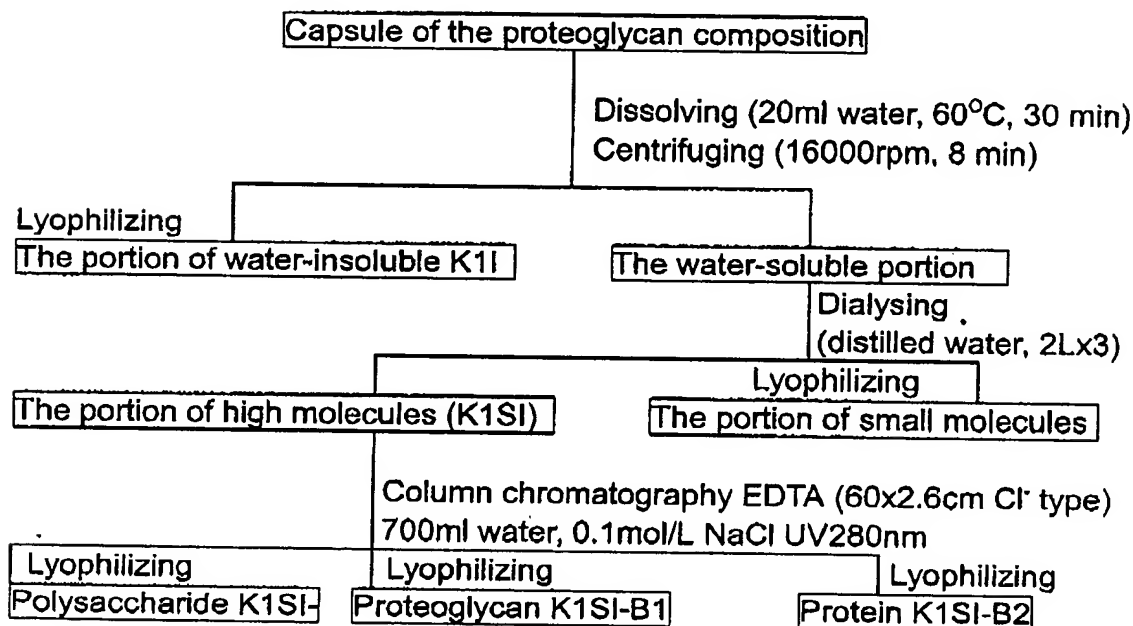 Capsule of the proteoglycan composition
Dissolving (20ml water, 60°C, 30 min)
Centrifuging (16000rpm, 8 min)
Lyophilizing
The portion of water-insoluble K1I
The water-soluble portion
Dialysing
(distilled water, 2Lx3)
Lyophilizing
The portion of high molecules (K1SI)
The portion of small molecules
Column chromatography EDTA (60x2.6cm Cl⁻ type)
700ml water, 0.1mol/L NaCl UV280nm
Lyophilizing
Lyophilizing
Lyophilizing
Polysaccharide K1SI-
Proteoglycan K1SI-B1
Protein K1SI-B2